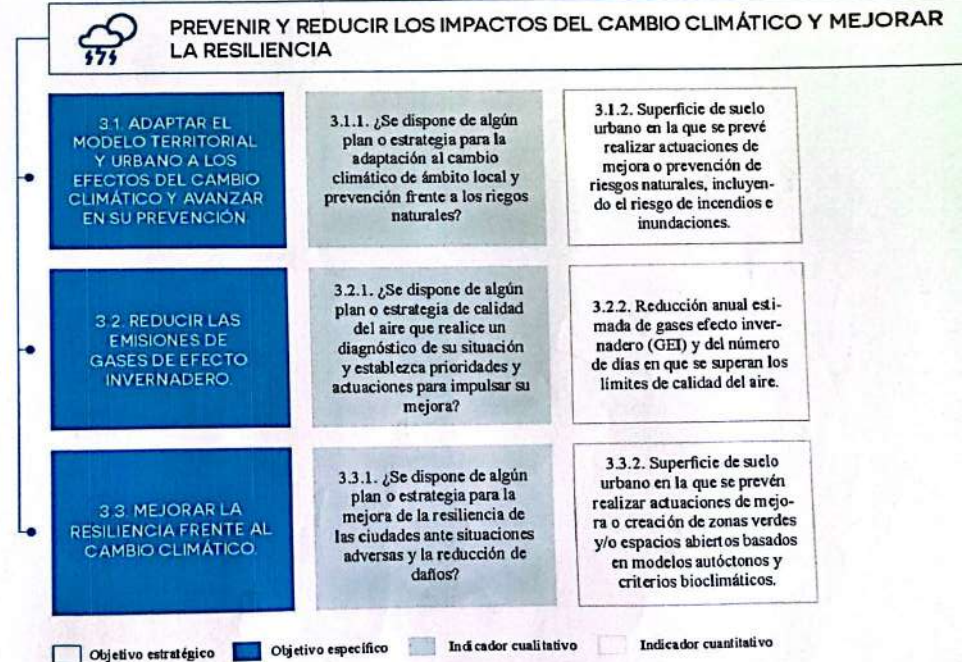 PREVENIR Y REDUCIR LOS IMPACTOS DEL CAMBIO CLIMÁTICO Y MEJORAR
LA RESILIENCIA
3.1. ADAPTAR EL
MODELO TERRITORIAL
Y URBANO A LOS
EFECTOS DEL CAMBIO
CLIMÁTICO Y AVANZAR
EN SU PREVENCIÓN.
3.1.1. ¿Se dispone de algún
plan o estrategia para la
adaptación al cambio
climático de ámbito local y
prevención frente a los riegos
naturales?
3.1.2. Superficie de suelo
urbano en la que se prevé
realizar actuaciones de
mejora o prevención de
riesgos naturales, incluyen-
do el riesgo de incendios e
inundaciones.
3.2. REDUCIR LAS
EMISIONES DE
GASES DE EFECTO
INVERNADERO.
3.2.1. ¿Se dispone de algún
plan o estrategia de calidad
del aire que realice un
diagnóstico de su situación
y establezca prioridades y
actuaciones para impulsar su
mejora?
3.2.2. Reducción anual esti-
mada de gases efecto inver-
nadero (GEI) y del número
de días en que se superan los
límites de calidad del aire.
3.3. MEJORAR LA
RESILIENCIA FRENTE AL
CAMBIO CLIMÁTICO.
3.3.1. ¿Se dispone de algún
plan o estrategia para la
mejora de la resiliencia de
las ciudades ante situaciones
adversas y la reducción de
daños?
3.3.2. Superficie de suelo
urbano en la que se prevén
realizar actuaciones de mejo-
ra o creación de zonas verdes
y/o espacios abiertos basados
en modelos autóctonos y
criterios bioclimáticos.
Objetivo estratégico Objetivo específico Indicador cualitativo Indicador cuantitativo